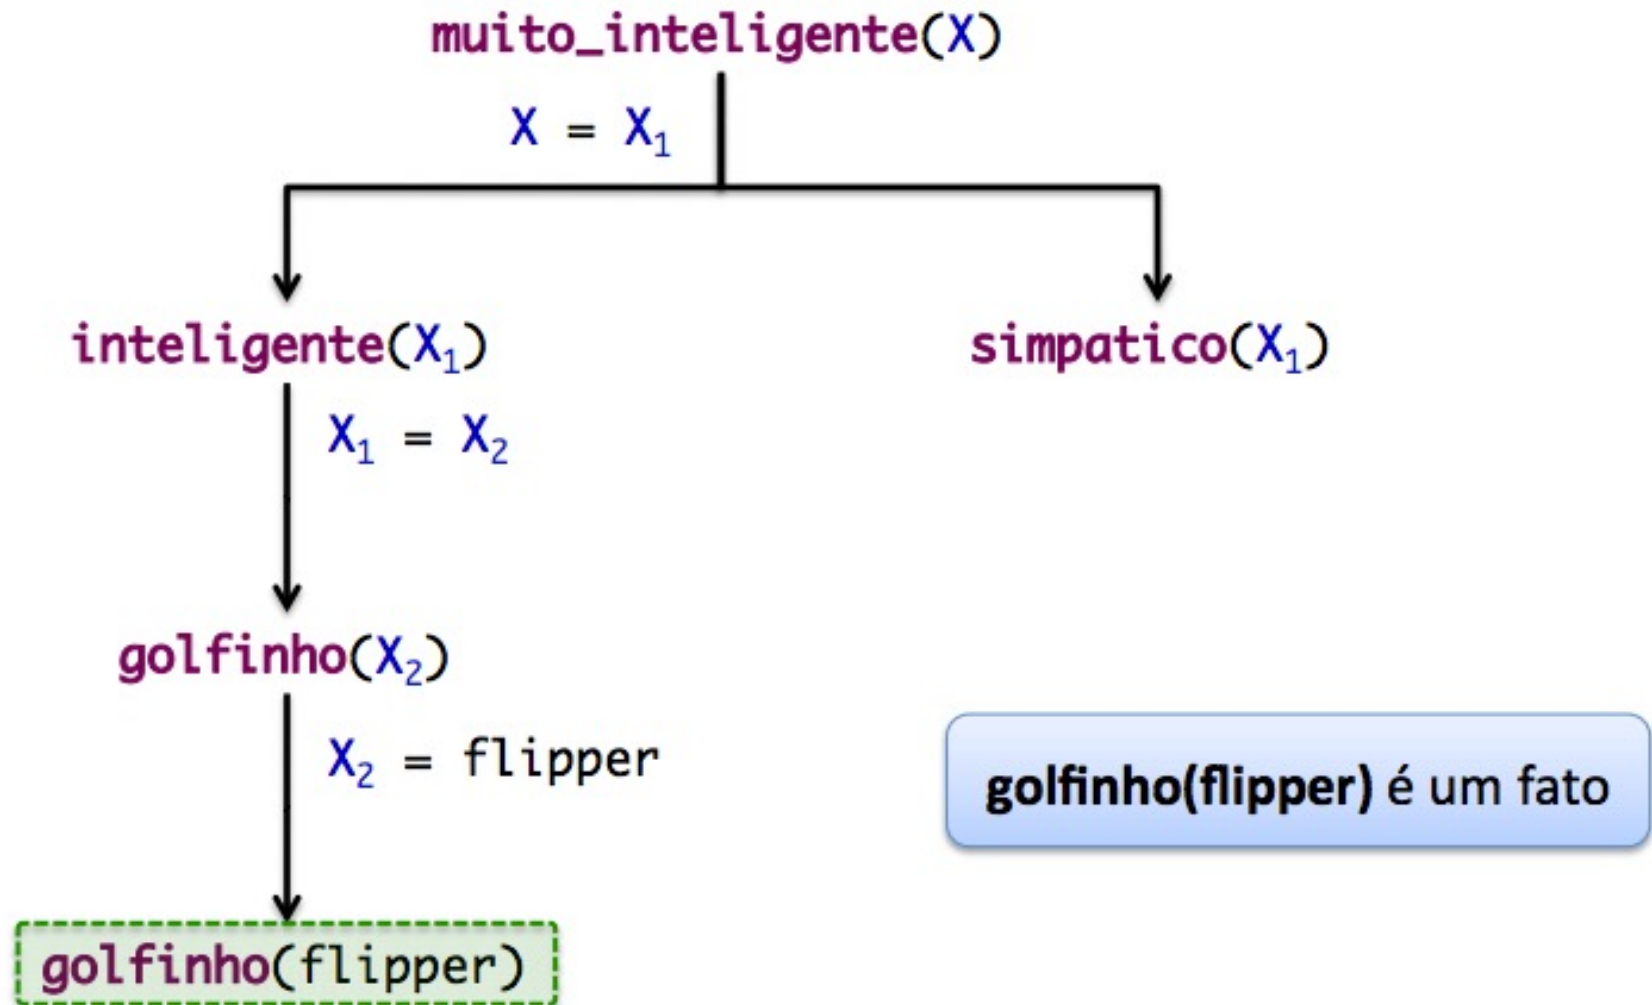 muito_inteligente(X)
X = X₁
inteligente(X₁)
simpatico(X₁)
X₁ = X₂
golfinho(X₂)
X₂ = flipper
golfinho(flipper) é um fato
golfinho(flipper)